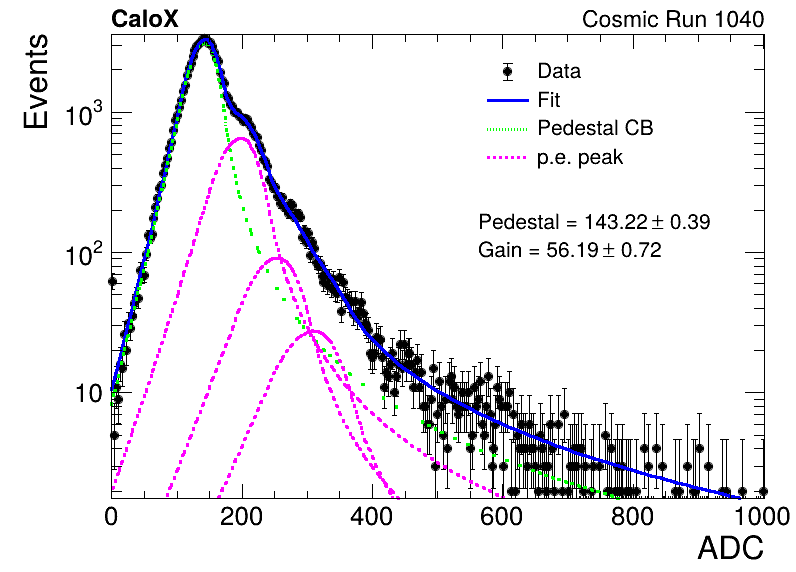 CaloX
Cosmic Run 1040
Events
Data
Fit
Pedestal CB
p.e. peak
Pedestal = 143.22 ± 0.39
Gain = 56.19 ± 0.72
10³
10²
10
0 200 400 600 800 1000
ADC